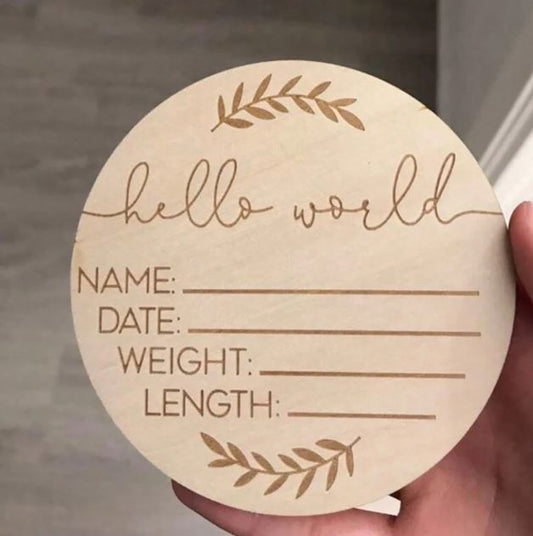 hello world
NAME:
DATE:
WEIGHT:
LENGTH: